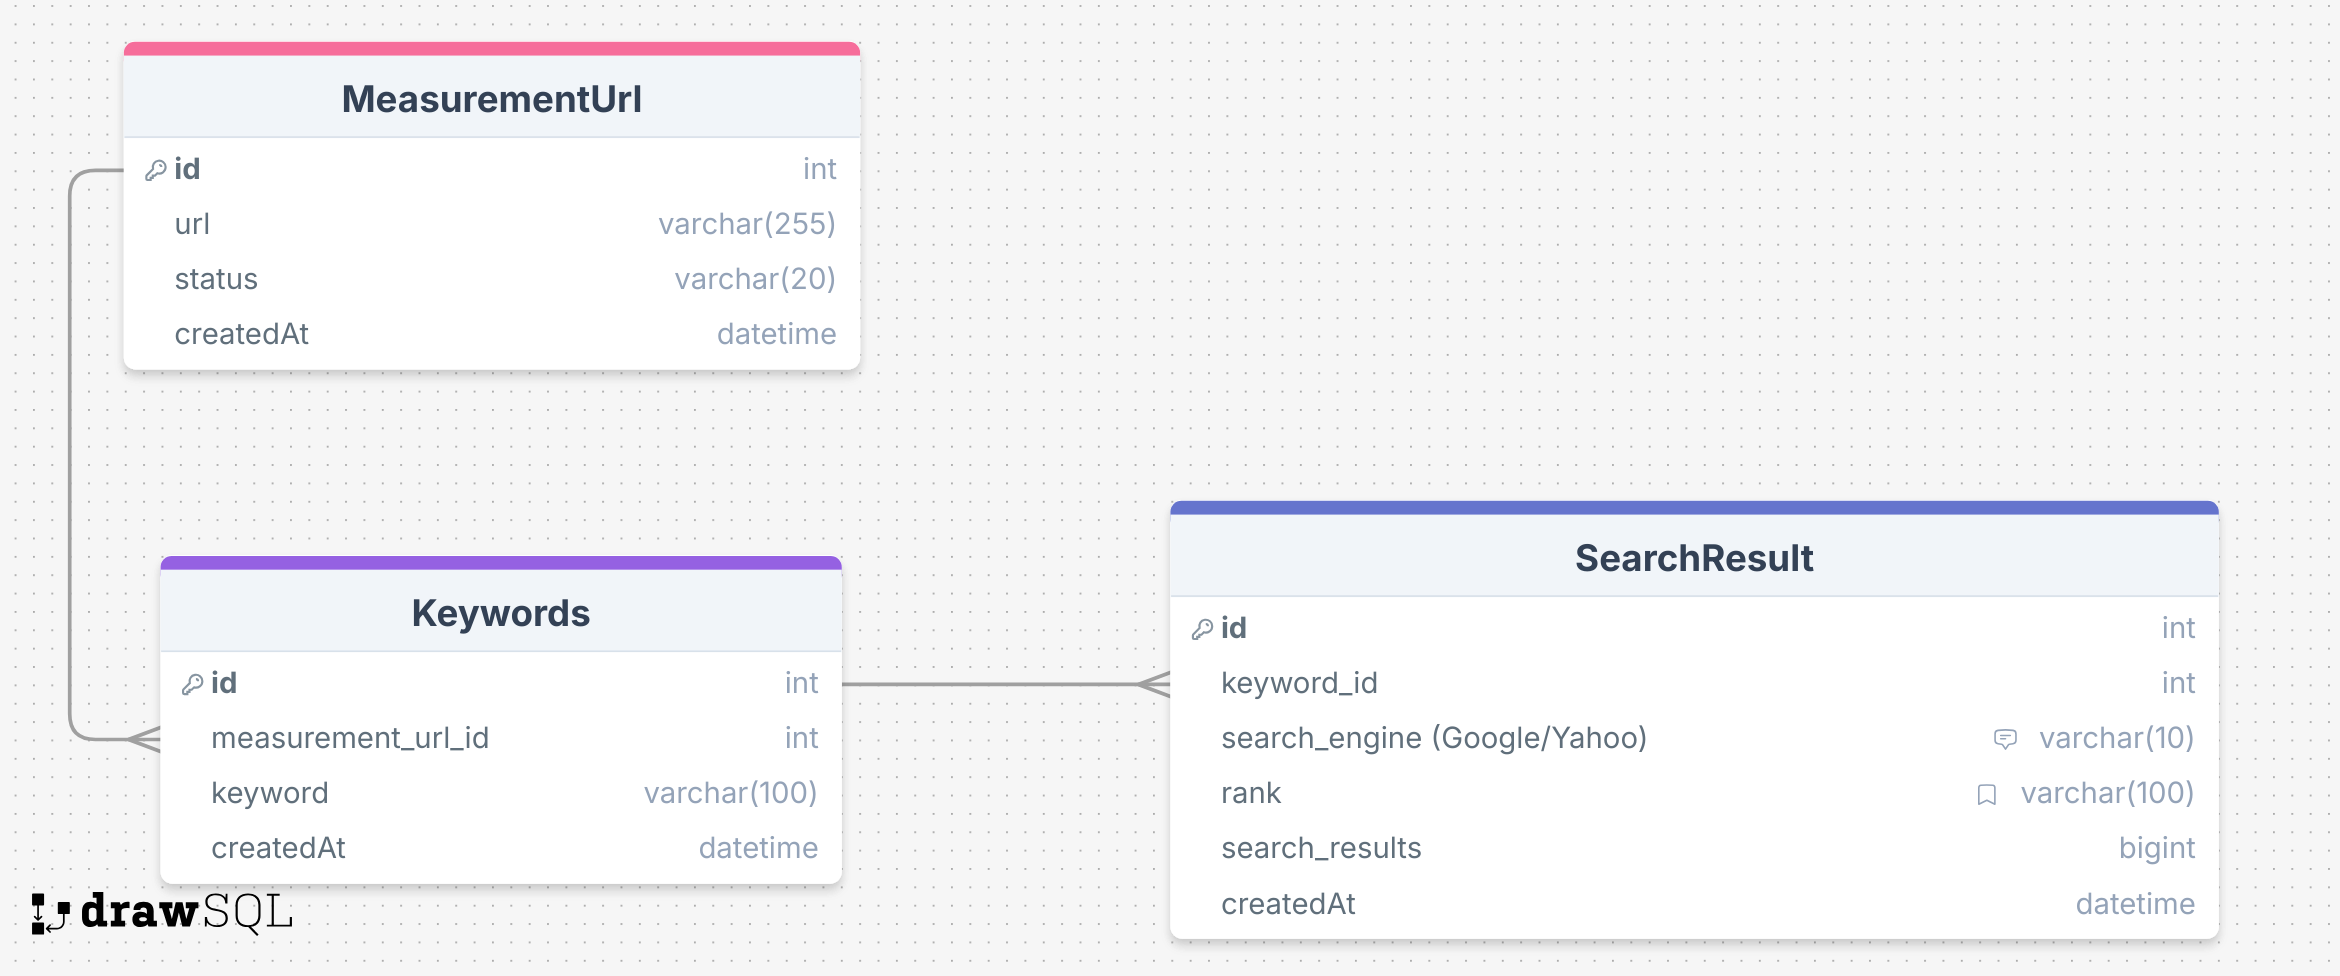 MeasurementUrl
id int
url varchar(255)
status varchar(20)
createdAt datetime
Keywords
id int
measurement_url_id int
keyword varchar(100)
createdAt datetime
SearchResult
id int
keyword_id int
search_engine (Google/Yahoo) varchar(10)
rank varchar(100)
search_results bigint
createdAt datetime
drawSQL